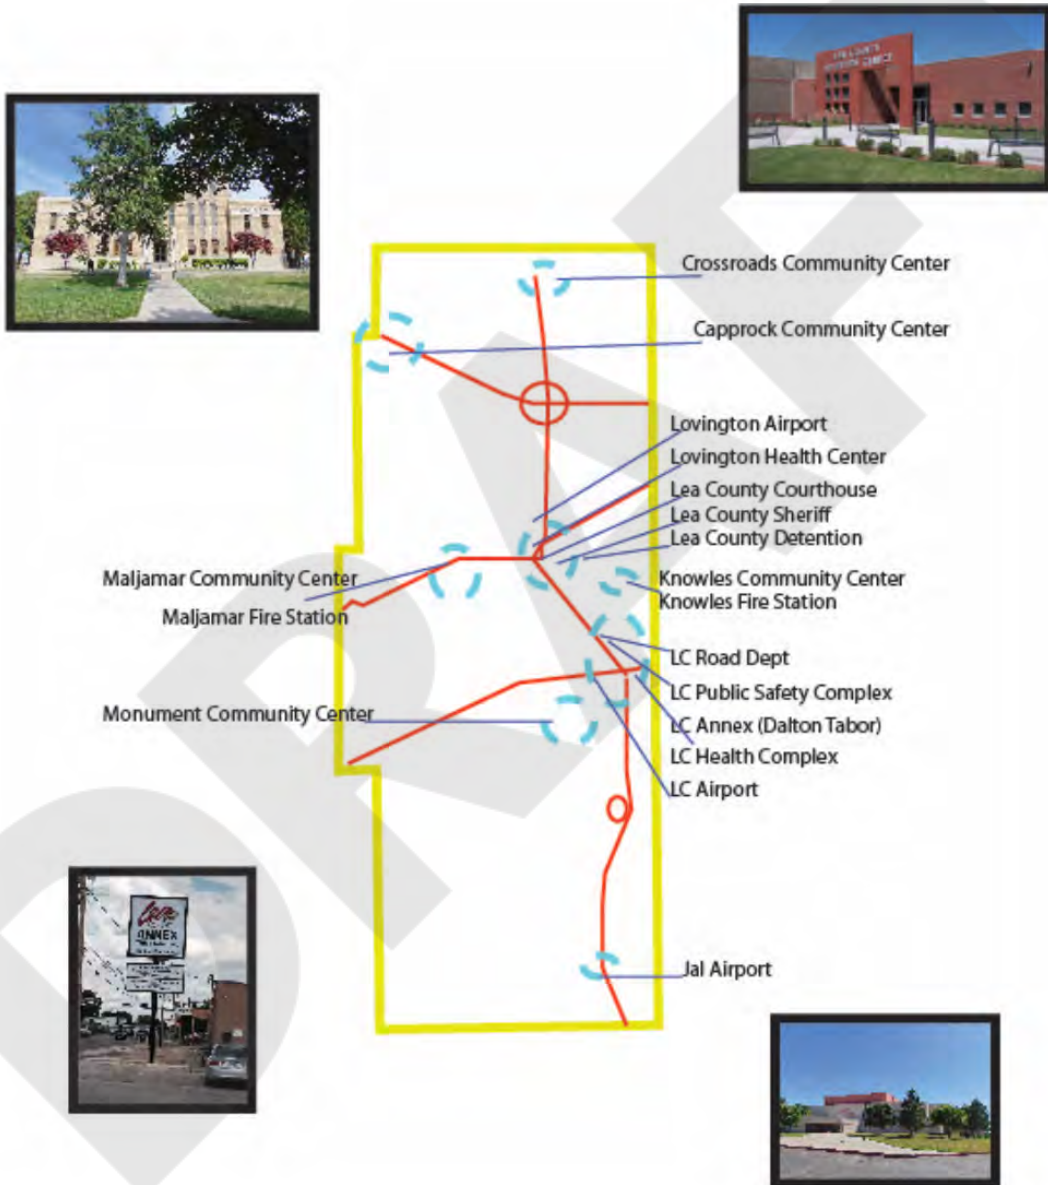 DRAFT
Crossroads Community Center
Capprock Community Center
Lovington Airport
Lovington Health Center
Lea County Courthouse
Lea County Sheriff
Lea County Detention
Maljamar Community Center
Maljamar Fire Station
Knowles Community Center
Knowles Fire Station
LC Road Dept
LC Public Safety Complex
Monument Community Center
LC Annex (Dalton Tabor)
LC Health Complex
LC Airport
Lea
ANNEX
Jal Airport